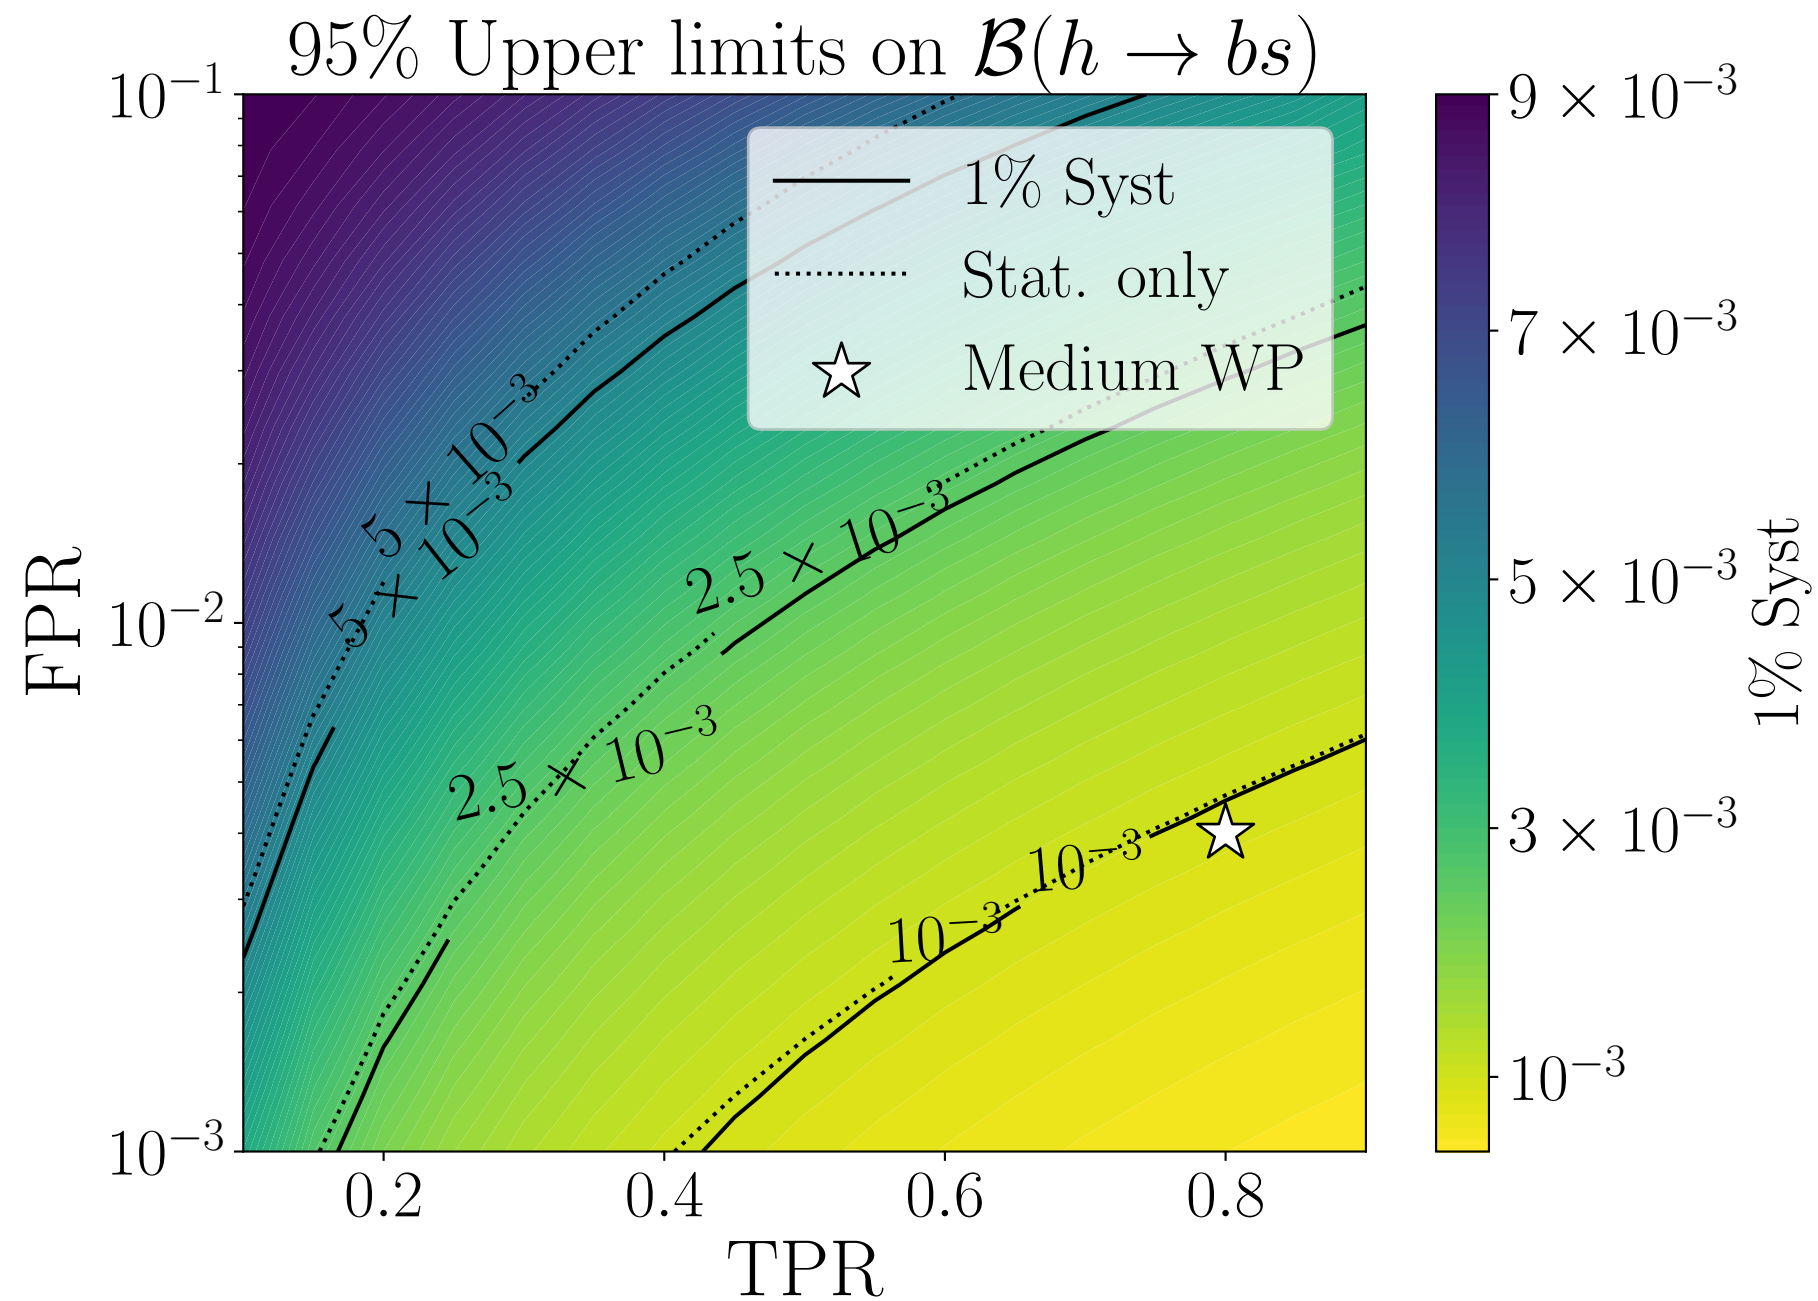 95% Upper limits on ℬ(h → bs)
10⁻¹
10⁻²
10⁻³
FPR
0.2 0.4 0.6 0.8
TPR
1% Syst
Stat. only
Medium WP
5 × 10⁻³
5 × 10⁻³
2.5 × 10⁻³
2.5 × 10⁻³
10⁻³
10⁻³
9 × 10⁻³
7 × 10⁻³
5 × 10⁻³
3 × 10⁻³
10⁻³
1% Syst